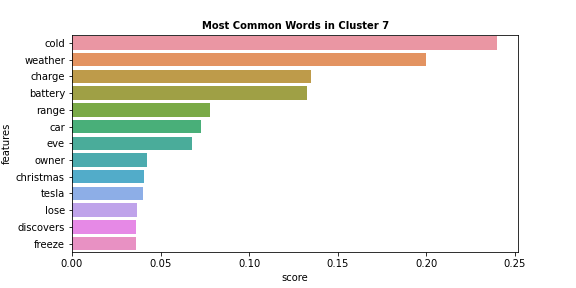 Most Common Words in Cluster 7
cold
weather
charge
battery
range
car
eve
owner
christmas
tesla
lose
discovers
freeze
features
0.00 0.05 0.10 0.15 0.20 0.25
score